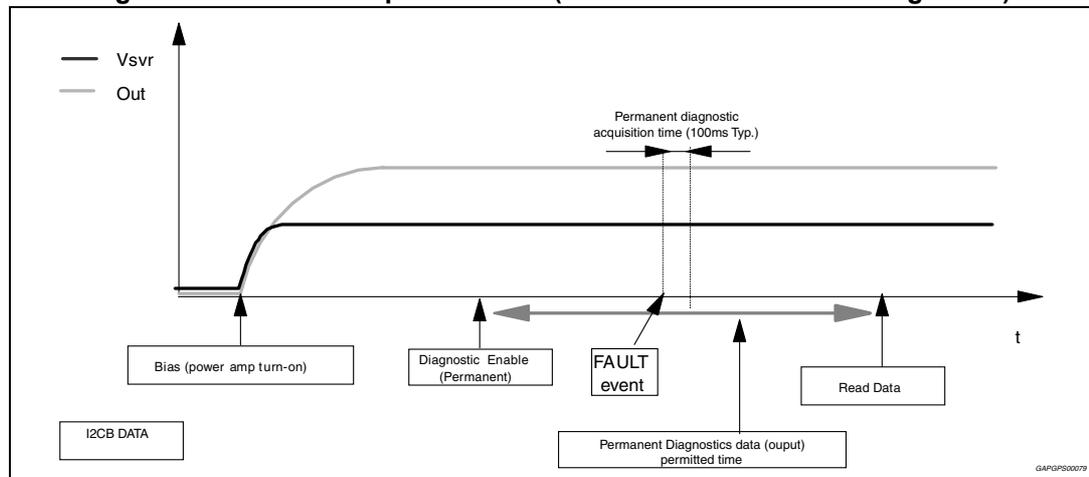 Vsvr
Out
Permanent diagnostic
acquisition time (100ms Typ.)
t
Bias (power amp turn-on)
Diagnostic Enable
(Permanent)
FAULT
event
Read Data
I2CB DATA
Permanent Diagnostics data (ouput)
permitted time
GAPGPS00079